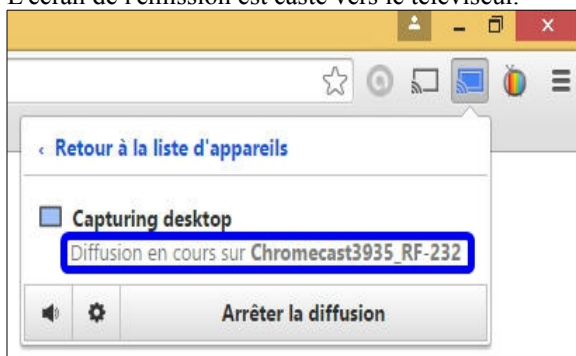 L'écran de l'émission est casté vers le téléviseur.
‹ Retour à la liste d'appareils
Capturing desktop
Diffusion en cours sur Chromecast3935_RF-232
Arrêter la diffusion